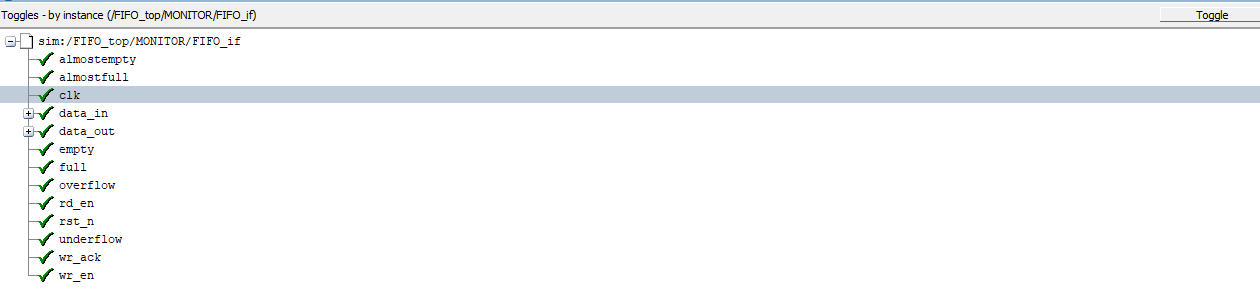 Toggles - by instance (/FIFO_top/MONITOR/FIFO_if) Toggle
sim:/FIFO_top/MONITOR/FIFO_if
almostempty
almostfull
clk
data_in
data_out
empty
full
overflow
rd_en
rst_n
underflow
wr_ack
wr_en